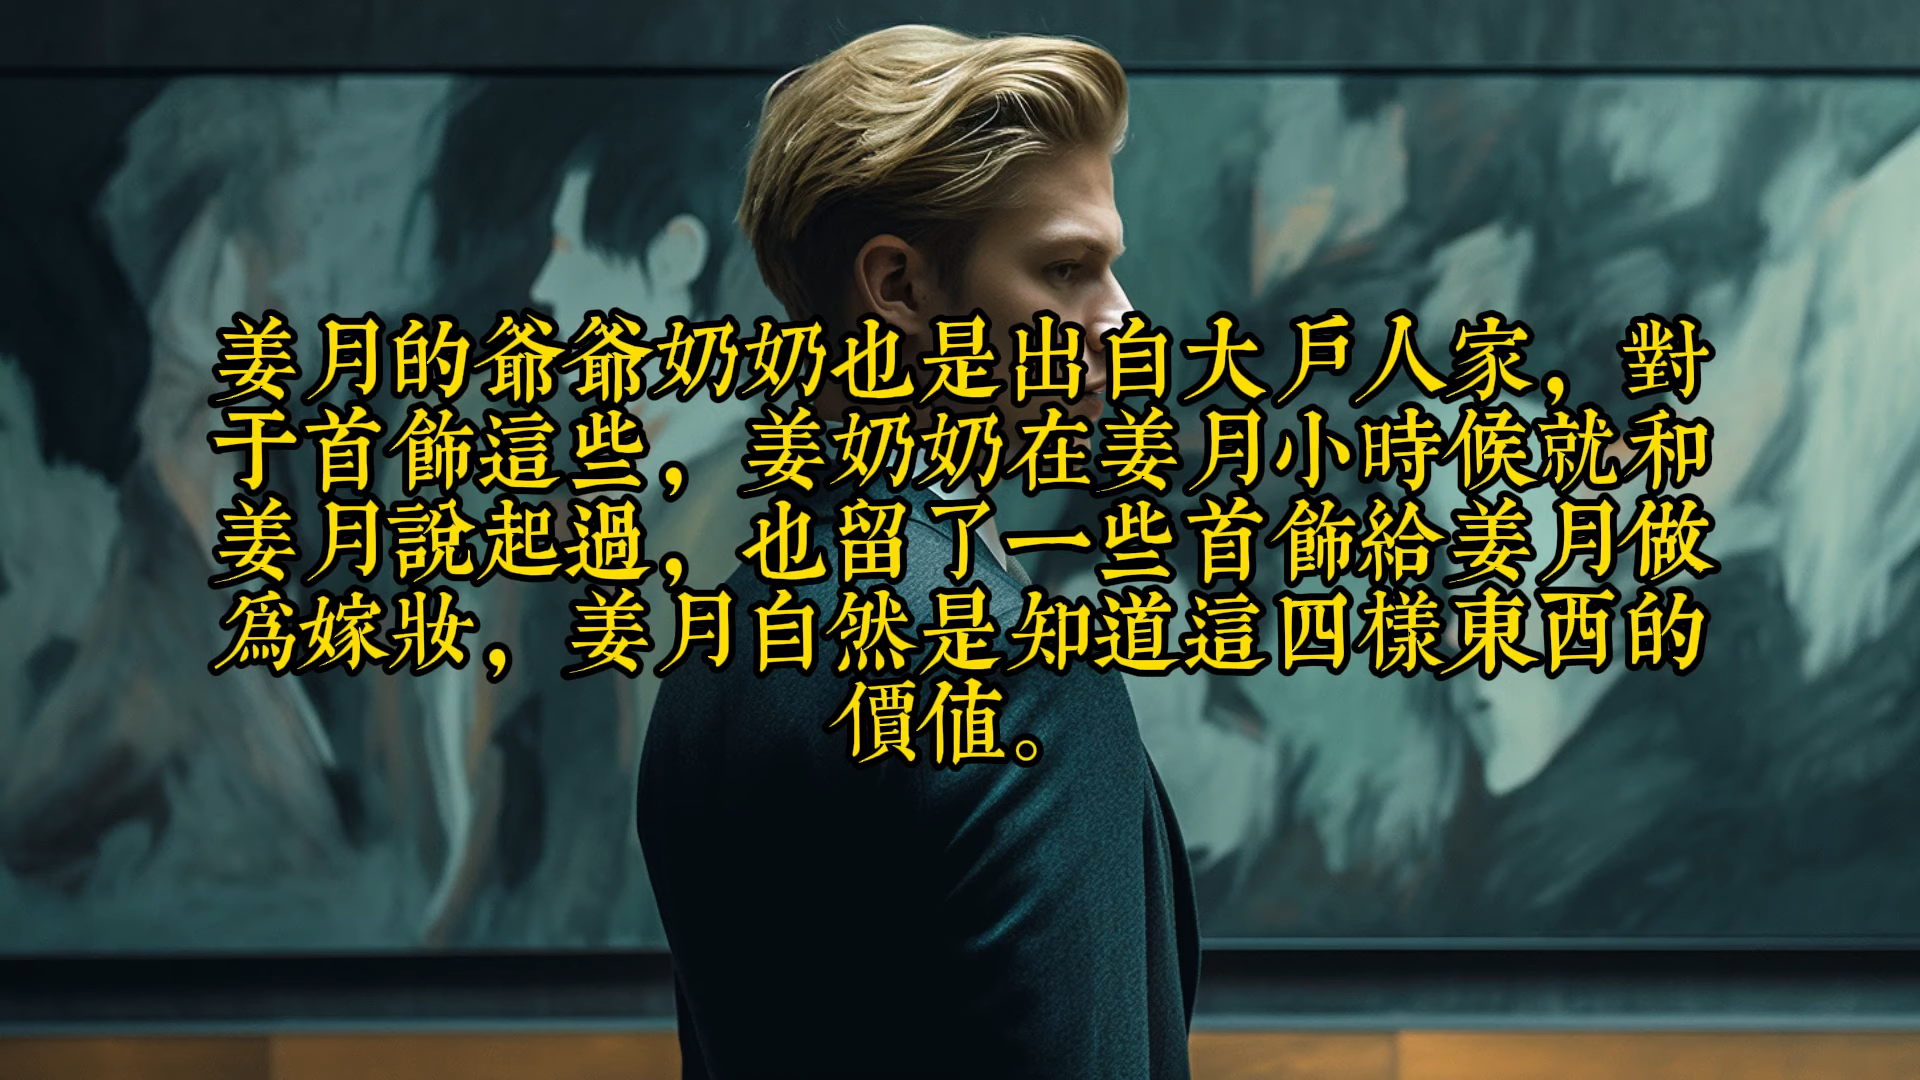 姜月的爺爺奶奶也是出自大戶人家，對
于首飾這些，姜奶奶在姜月小時候就和
姜月說起過，也留了一些首飾給姜月做
爲嫁妝，姜月自然是知道這四樣東西的
價值。